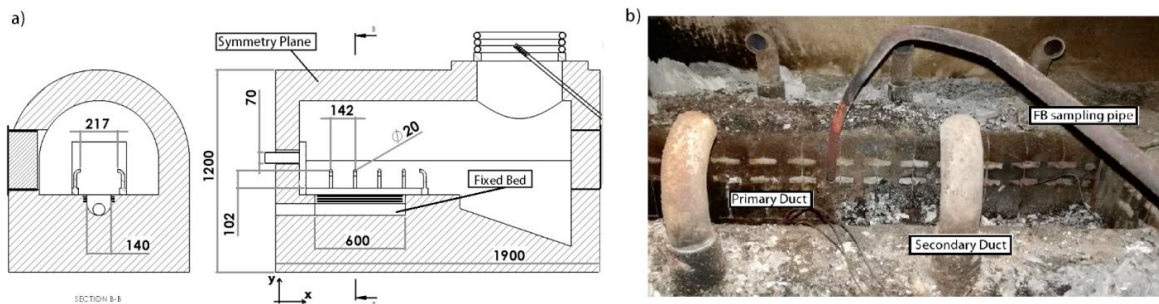 a)
Symmetry Plane
217
140
SECTION B-B
1200
70
102
142
Φ20
Fixed Bed
600
1900
y
x
b)
FB sampling pipe
Primary Duct
Secondary Duct